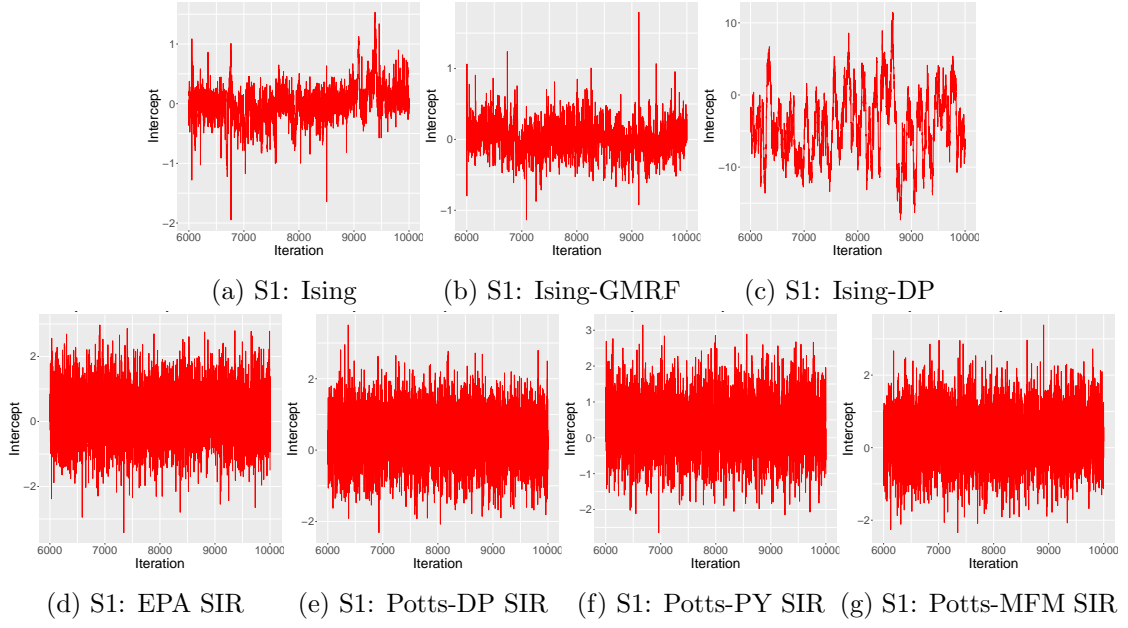 1
0
−1
−2
Intercept
6000 7000 8000 9000 10000
Iteration
(a) S1: Ising
1
0
−1
Intercept
6000 7000 8000 9000 10000
Iteration
(b) S1: Ising-GMRF
10
0
−10
Intercept
6000 7000 8000 9000 10000
Iteration
(c) S1: Ising-DP
2
0
−2
Intercept
6000 7000 8000 9000 10000
Iteration
(d) S1: EPA SIR
2
0
−2
Intercept
6000 7000 8000 9000 10000
Iteration
(e) S1: Potts-DP SIR
3
2
1
0
−1
−2
Intercept
6000 7000 8000 9000 10000
Iteration
(f) S1: Potts-PY SIR
2
0
−2
Intercept
6000 7000 8000 9000 10000
Iteration
(g) S1: Potts-MFM SIR